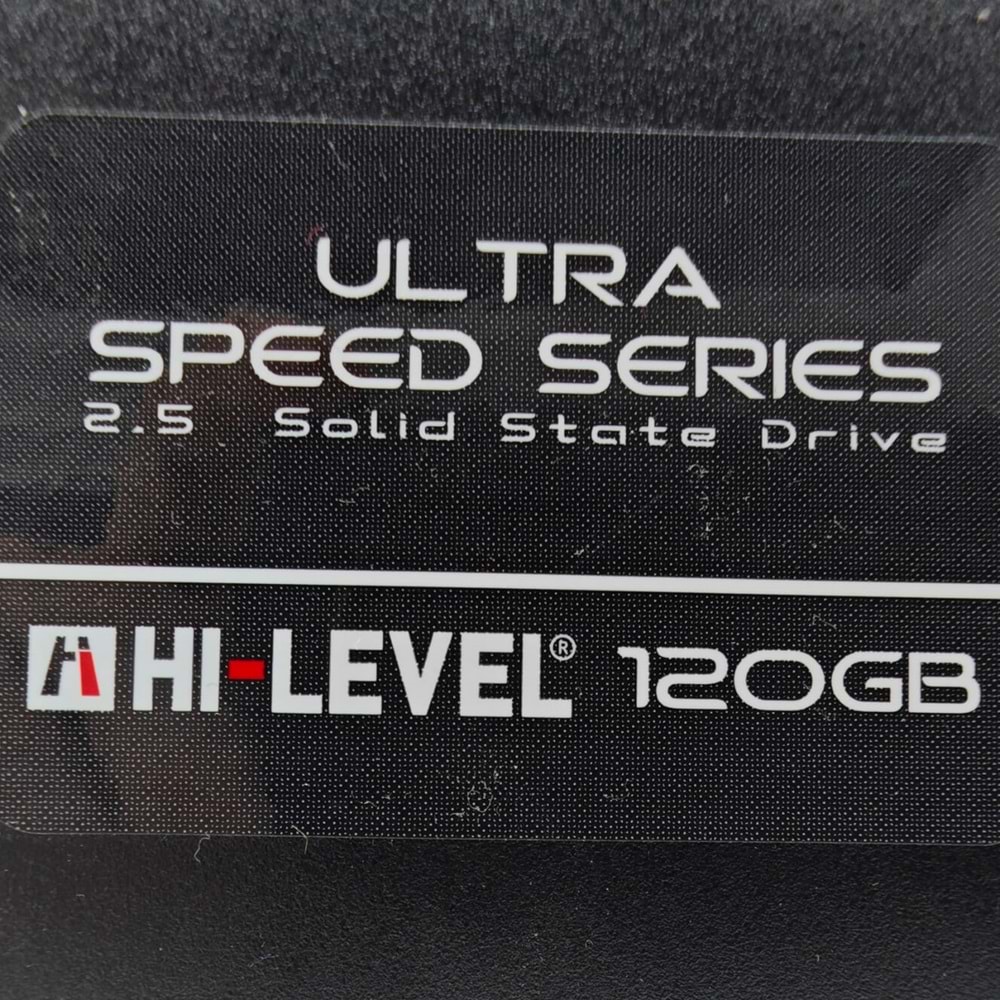 ULTRA
SPEED SERIES
2.5 Solid State Drive
HI-LEVEL® 120GB